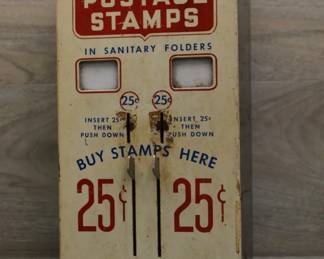 POSTAGE
STAMPS
IN SANITARY FOLDERS
25¢ 25¢
INSERT 25¢ INSERT 25¢
THEN THEN
PUSH DOWN PUSH DOWN
BUY STAMPS HERE
25¢ 25¢